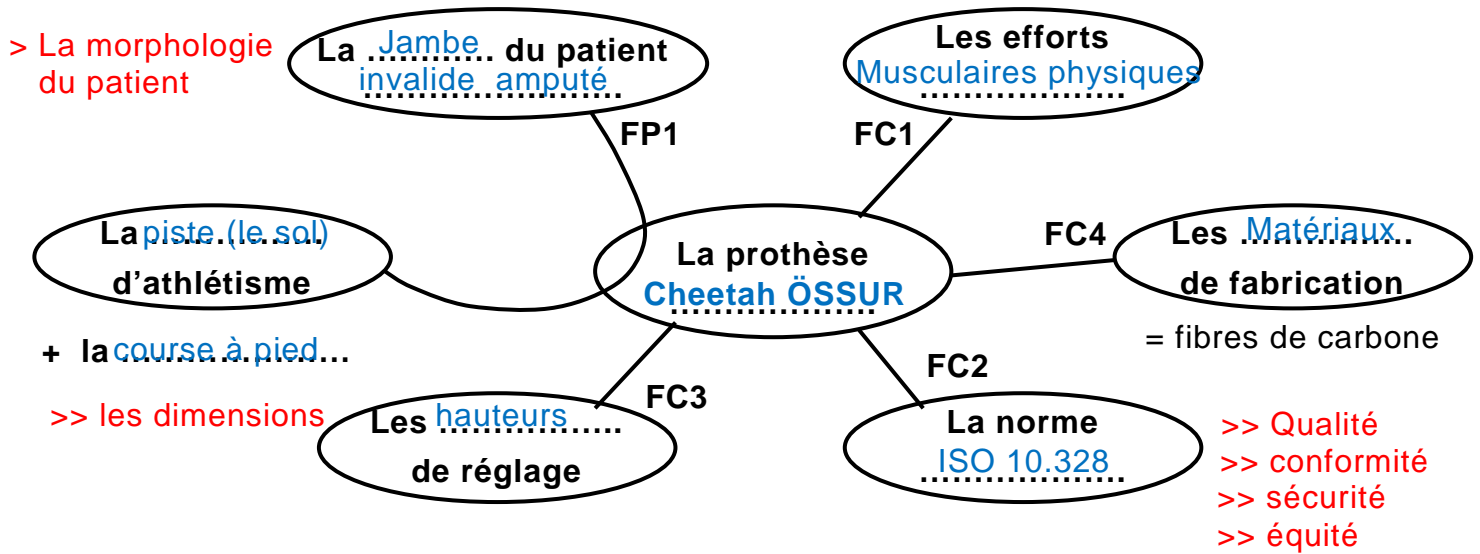 > La morphologie
du patient
La Jambe du patient
invalide amputé
Les efforts
Musculaires physiques
FP1
FC1
La piste (le sol)
d'athlétisme
La prothèse
Cheetah ÖSSUR
FC4
Les Matériaux
de fabrication
= fibres de carbone
+ la course à pied
>> les dimensions
FC3
Les hauteurs
de réglage
FC2
La norme
ISO 10.328
>> Qualité
>> conformité
>> sécurité
>> équité